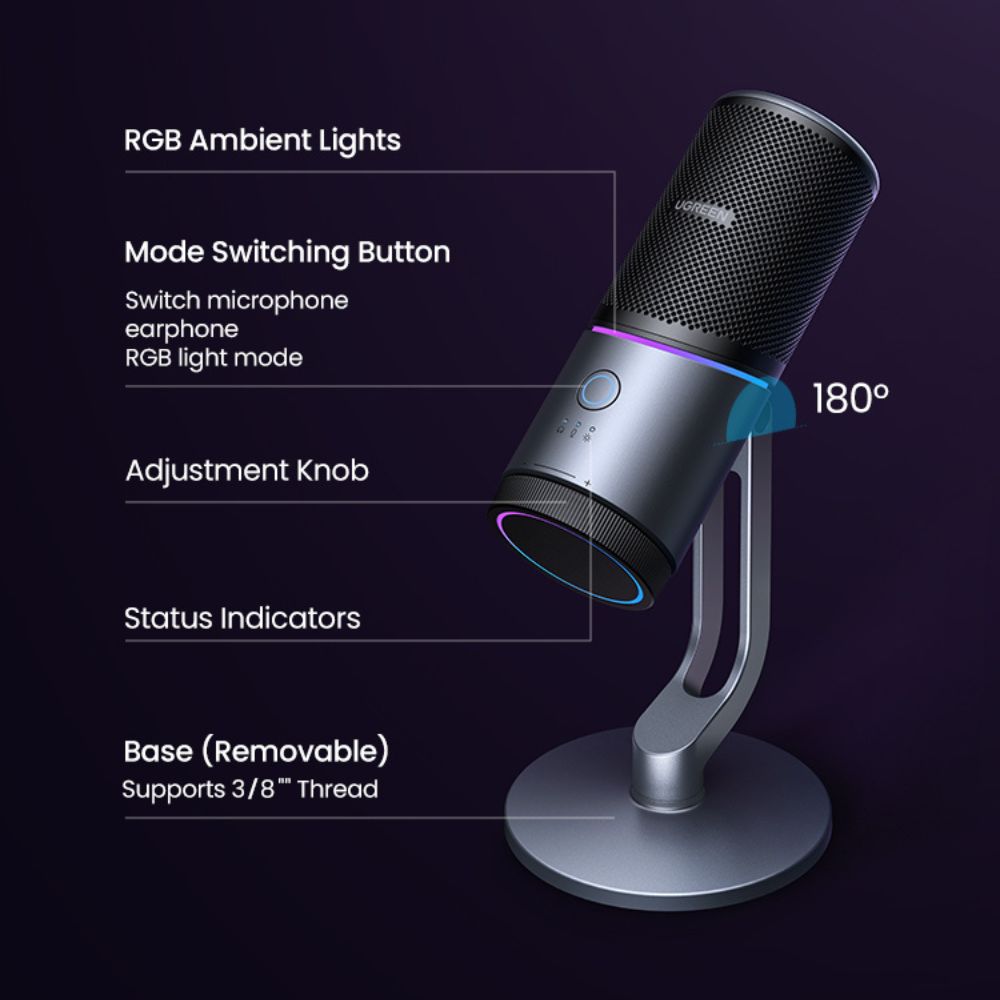 RGB Ambient Lights
UGREEN
Mode Switching Button
Switch microphone
earphone
RGB light mode
180°
Adjustment Knob
- +
Status Indicators
Base (Removable)
Supports 3/8"" Thread